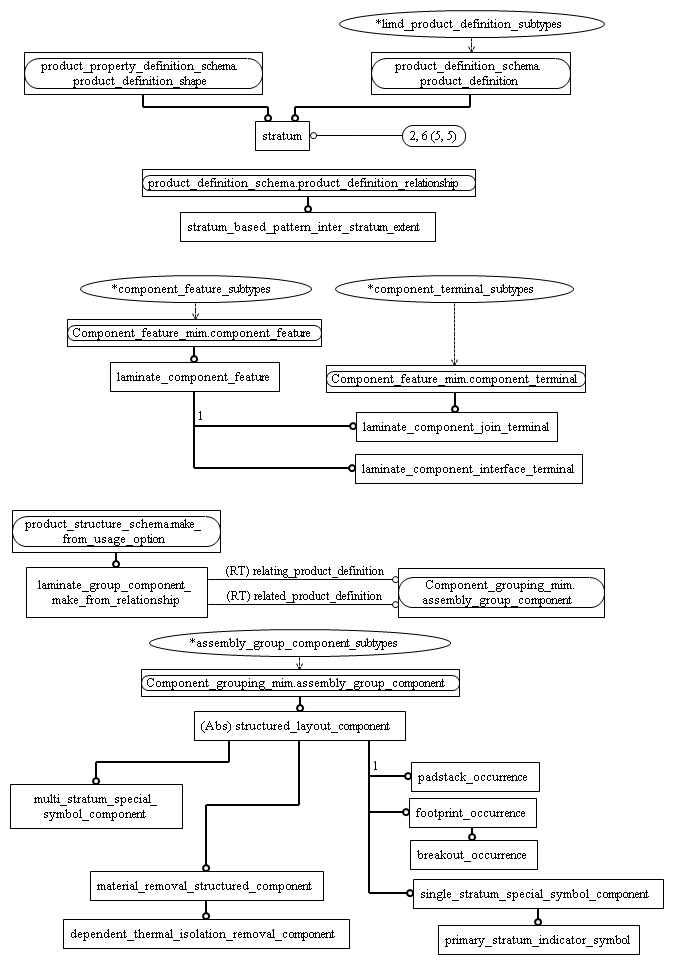 *limd_product_definition_subtypes
product_property_definition_schema.
product_definition_shape
product_definition_schema.
product_definition
stratum
2, 6 (5, 5)
product_definition_schema.product_definition_relationship
stratum_based_pattern_inter_stratum_extent
*component_feature_subtypes
*component_terminal_subtypes
Component_feature_mim.component_feature
laminate_component_feature
Component_feature_mim.component_terminal
1
laminate_component_join_terminal
laminate_component_interface_terminal
product_structure_schema.make_
from_usage_option
laminate_group_component_
make_from_relationship
(RT) relating_product_definition
(RT) related_product_definition
Component_grouping_mim.
assembly_group_component
*assembly_group_component_subtypes
Component_grouping_mim.assembly_group_component
(Abs) structured_layout_component
1
padstack_occurrence
multi_stratum_special_
symbol_component
footprint_occurrence
breakout_occurrence
material_removal_structured_component
single_stratum_special_symbol_component
dependent_thermal_isolation_removal_component
primary_stratum_indicator_symbol